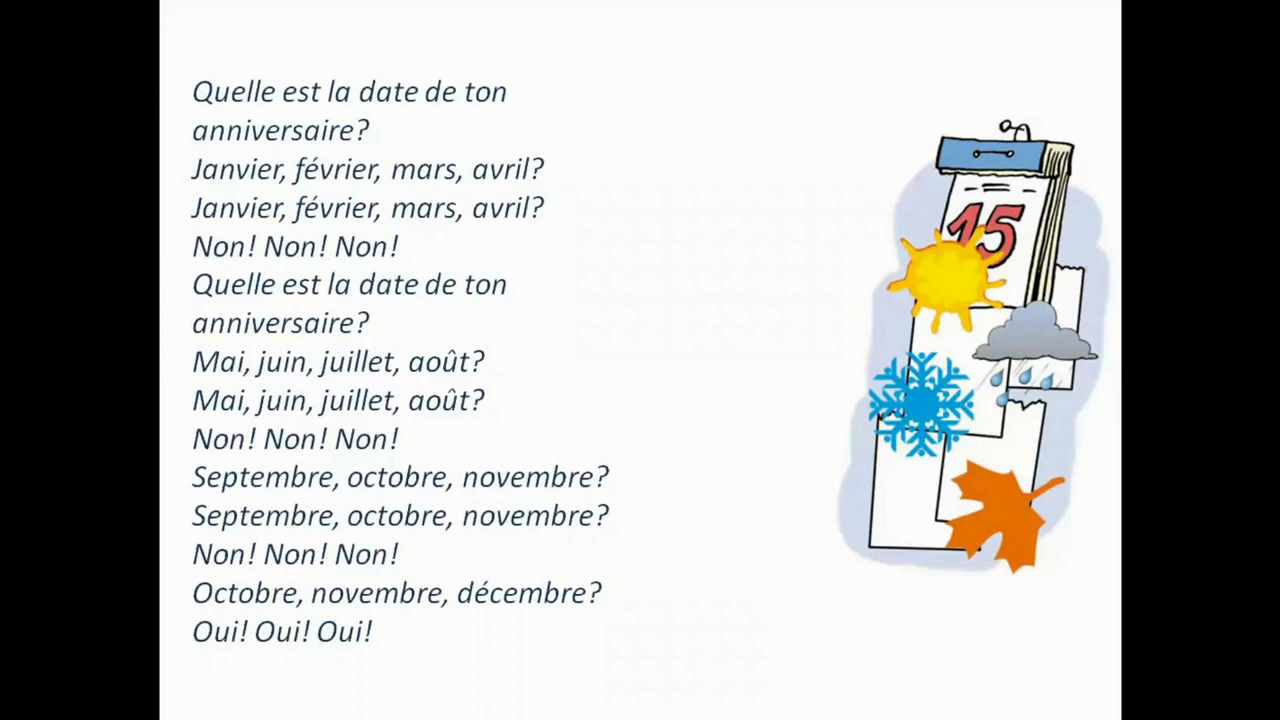 Quelle est la date de ton
anniversaire?
Janvier, février, mars, avril?
Janvier, février, mars, avril?
Non! Non! Non!
Quelle est la date de ton
anniversaire?
Mai, juin, juillet, août?
Mai, juin, juillet, août?
Non! Non! Non!
Septembre, octobre, novembre?
Septembre, octobre, novembre?
Non! Non! Non!
Octobre, novembre, décembre?
Oui! Oui! Oui!
15